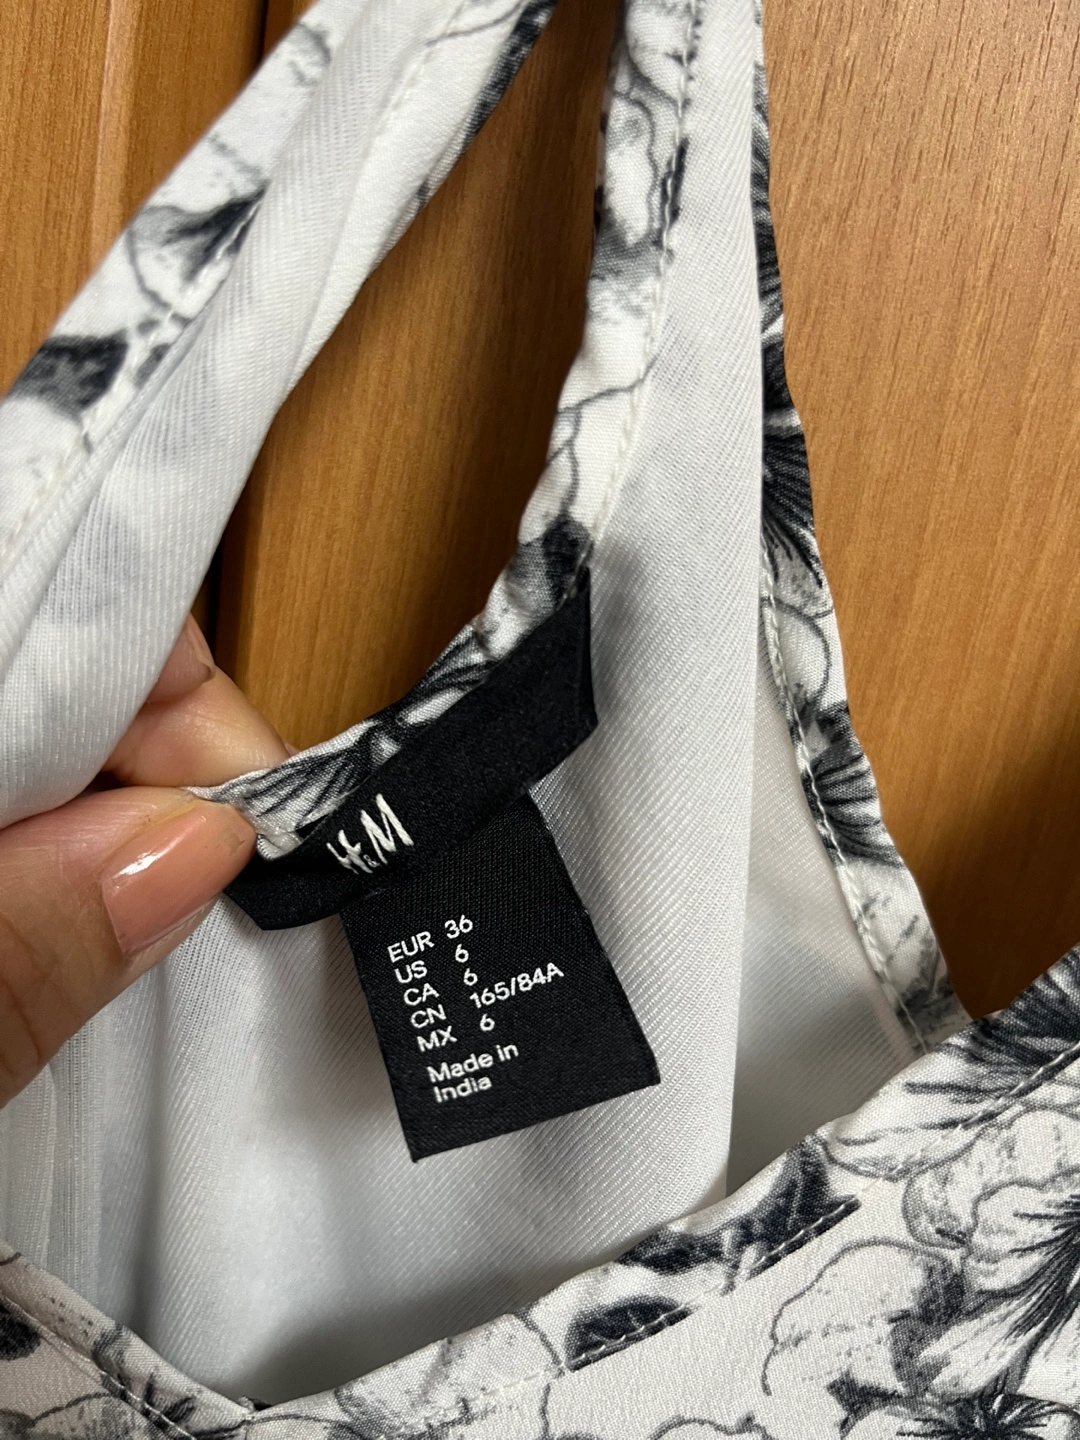 H&M
EUR 36
US 6
CA 6
CN 165/84A
MX 6
Made in
India